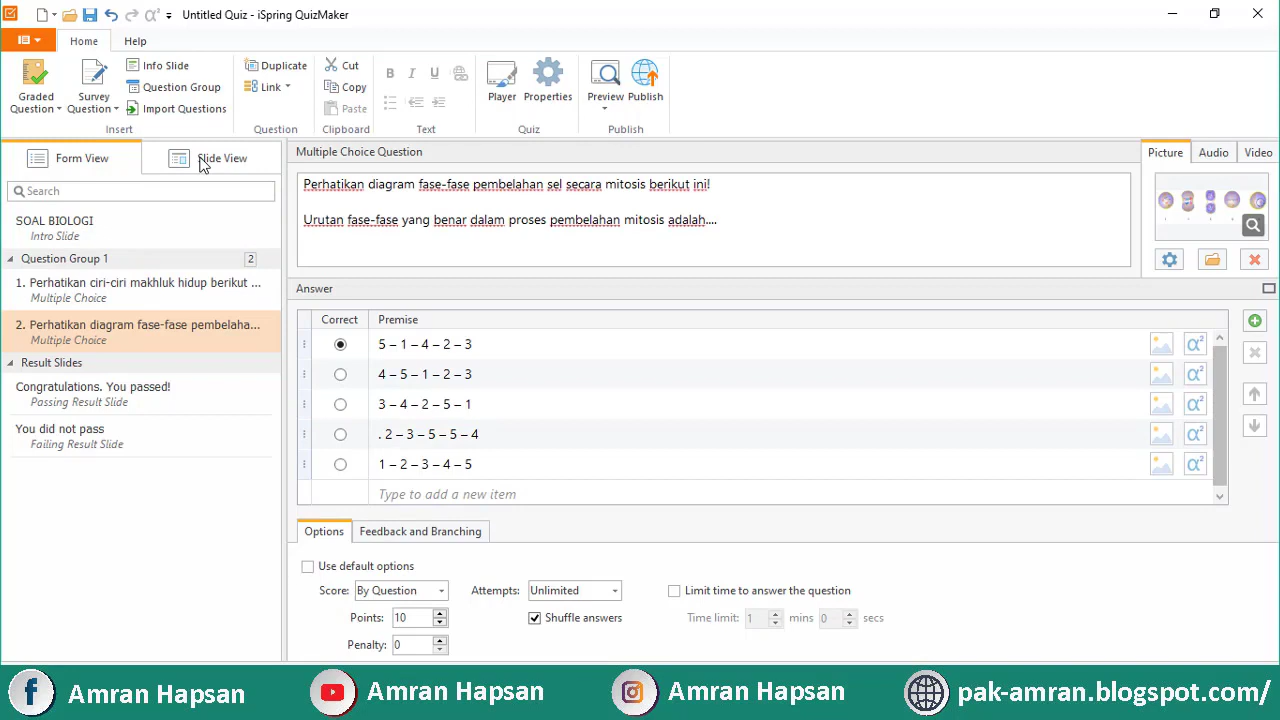 Untitled Quiz - iSpring QuizMaker
Home
Help
Graded Question
Survey Question
Info Slide
Question Group
Import Questions
Insert
Duplicate
Link
Question
Cut
Copy
Paste
Clipboard
B I U
Text
Player
Properties
Quiz
Preview
Publish
Publish
Form View
Slide View
Search
SOAL BIOLOGI
Intro Slide
Question Group 1
2
1. Perhatikan ciri-ciri makhluk hidup berikut ...
Multiple Choice
2. Perhatikan diagram fase-fase pembelaha...
Multiple Choice
Result Slides
Congratulations. You passed!
Passing Result Slide
You did not pass
Failing Result Slide
Multiple Choice Question
Perhatikan diagram fase-fase pembelahan sel secara mitosis berikut ini!
Urutan fase-fase yang benar dalam proses pembelahan mitosis adalah....
Picture
Audio
Video
Answer
Correct
Premise
5 – 1 – 4 – 2 – 3
α²
4 – 5 – 1 – 2 – 3
α²
3 – 4 – 2 – 5 – 1
α²
. 2 – 3 – 5 – 5 – 4
α²
1 – 2 – 3 – 4 – 5
α²
Type to add a new item
Options
Feedback and Branching
Use default options
Score: By Question
Attempts: Unlimited
Limit time to answer the question
Points: 10
Shuffle answers
Time limit: 1 mins 0 secs
Penalty: 0
Amran Hapsan
Amran Hapsan
Amran Hapsan
pak-amran.blogspot.com/